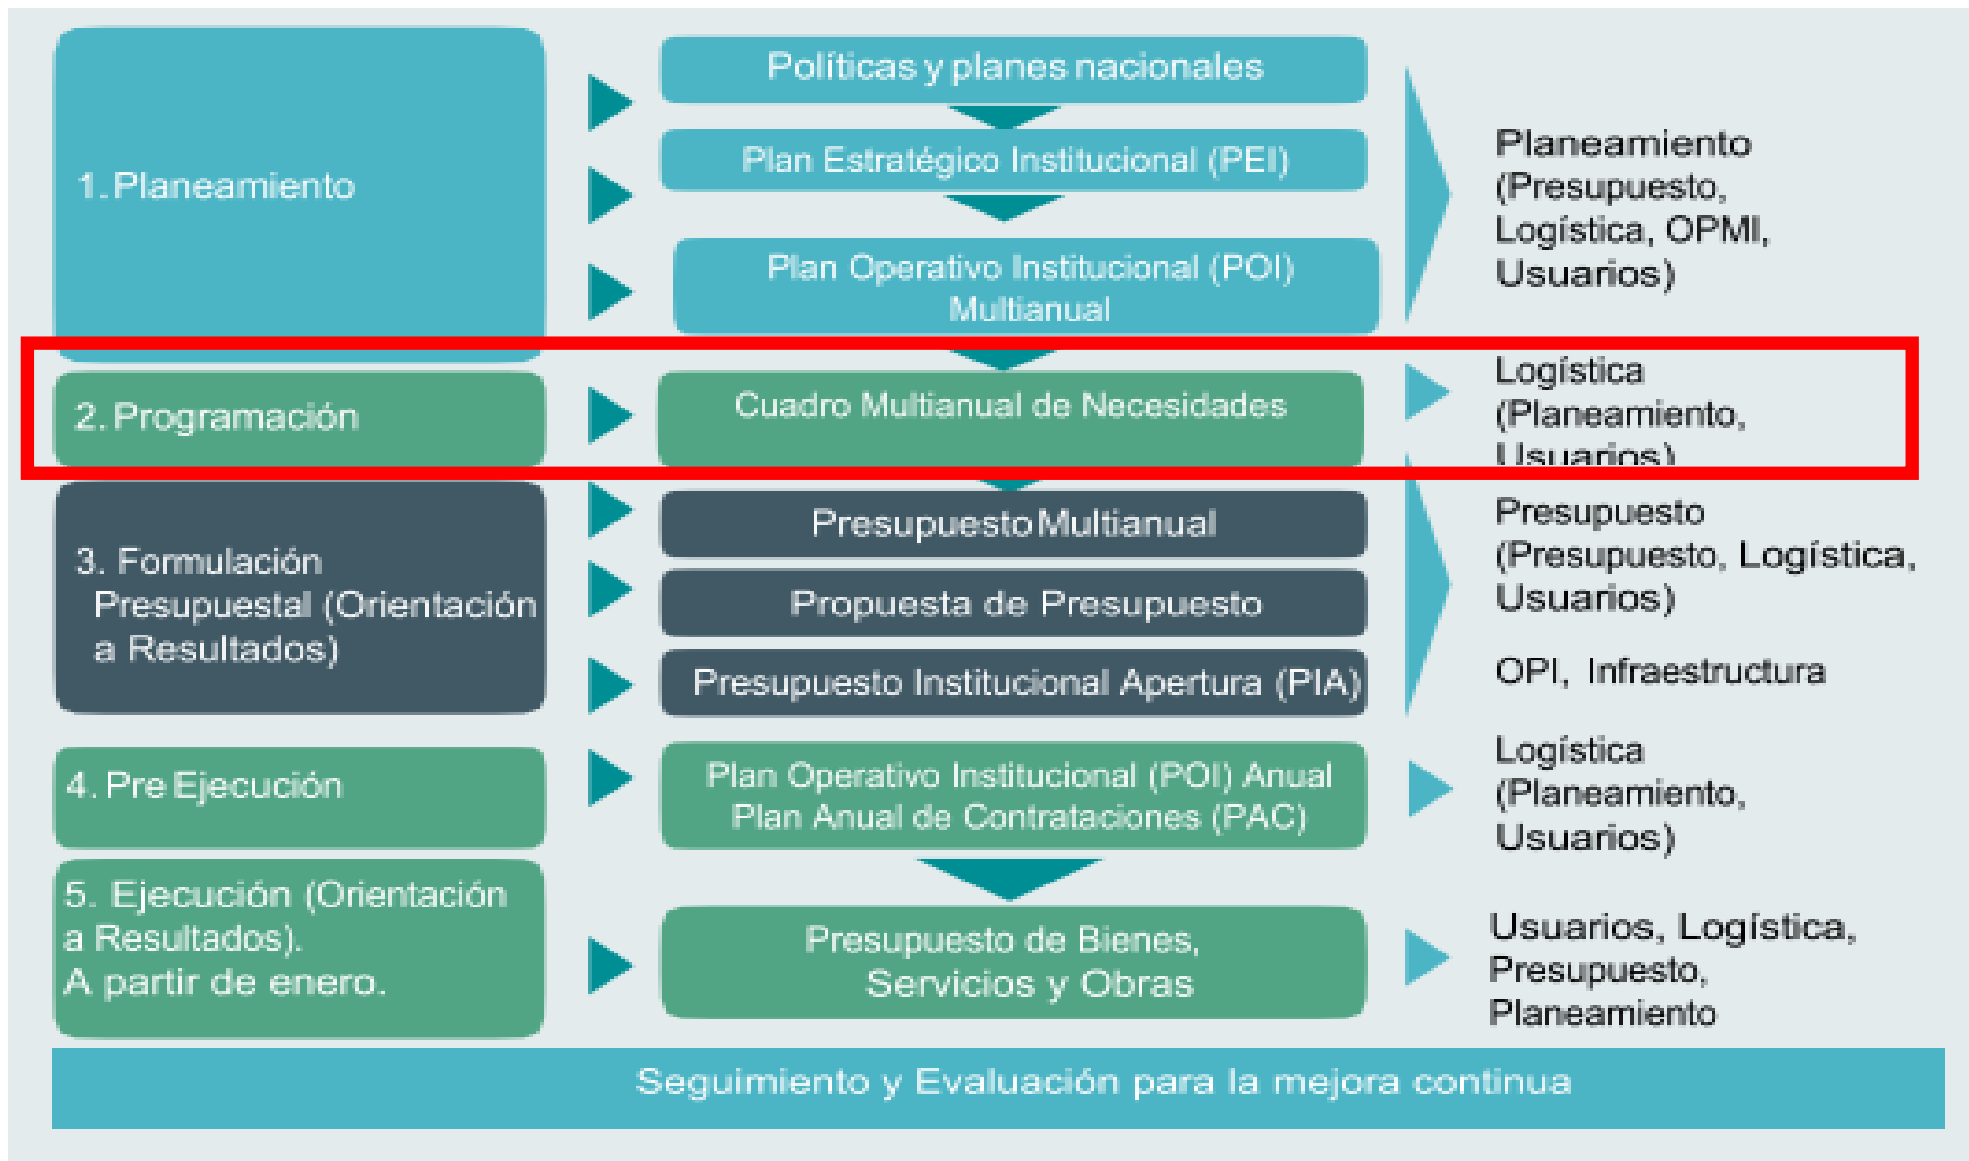 1. Planeamiento
Políticas y planes nacionales
Plan Estratégico Institucional (PEI)
Plan Operativo Institucional (POI)
Multianual
Planeamiento
(Presupuesto,
Logística, OPMI,
Usuarios)
2. Programación
Cuadro Multianual de Necesidades
Logística
(Planeamiento,
Usuarios)
3. Formulación
Presupuestal (Orientación
a Resultados)
Presupuesto Multianual
Propuesta de Presupuesto
Presupuesto Institucional Apertura (PIA)
Presupuesto
(Presupuesto, Logística,
Usuarios)
OPI, Infraestructura
4. Pre Ejecución
Plan Operativo Institucional (POI) Anual
Plan Anual de Contrataciones (PAC)
Logística
(Planeamiento,
Usuarios)
5. Ejecución (Orientación
a Resultados).
A partir de enero.
Presupuesto de Bienes,
Servicios y Obras
Usuarios, Logística,
Presupuesto,
Planeamiento
Seguimiento y Evaluación para la mejora continua